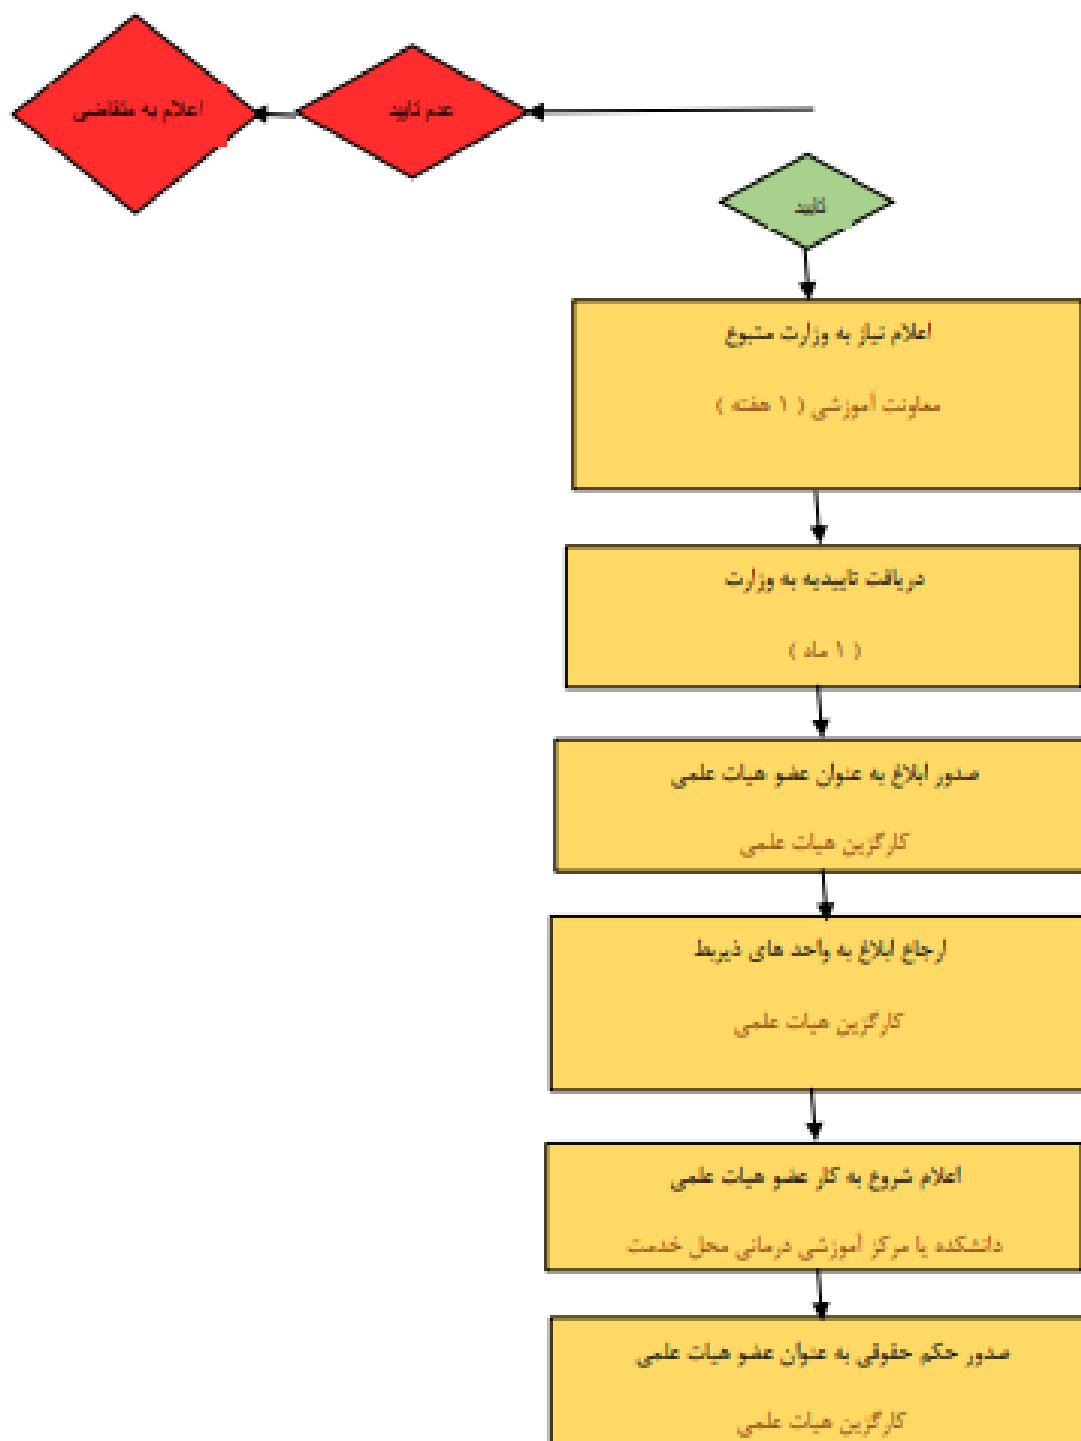 عدم تایید
اعلام به متقاضی
تایید
اعلام نیاز به وزارت متبوع
معاونت آموزشی ( ۱ هفته )
دریافت تاییدیه به وزارت
( ۱ ماه )
صدور ابلاغ به عنوان عضو هیات علمی
کارگزین هیات علمی
ارجاع ابلاغ به واحد های ذیربط
کارگزین هیات علمی
اعلام شروع به کار عضو هیات علمی
دانشکده یا مرکز آموزشی درمانی محل خدمت
صدور حکم حقوقی به عنوان عضو هیات علمی
کارگزین هیات علمی